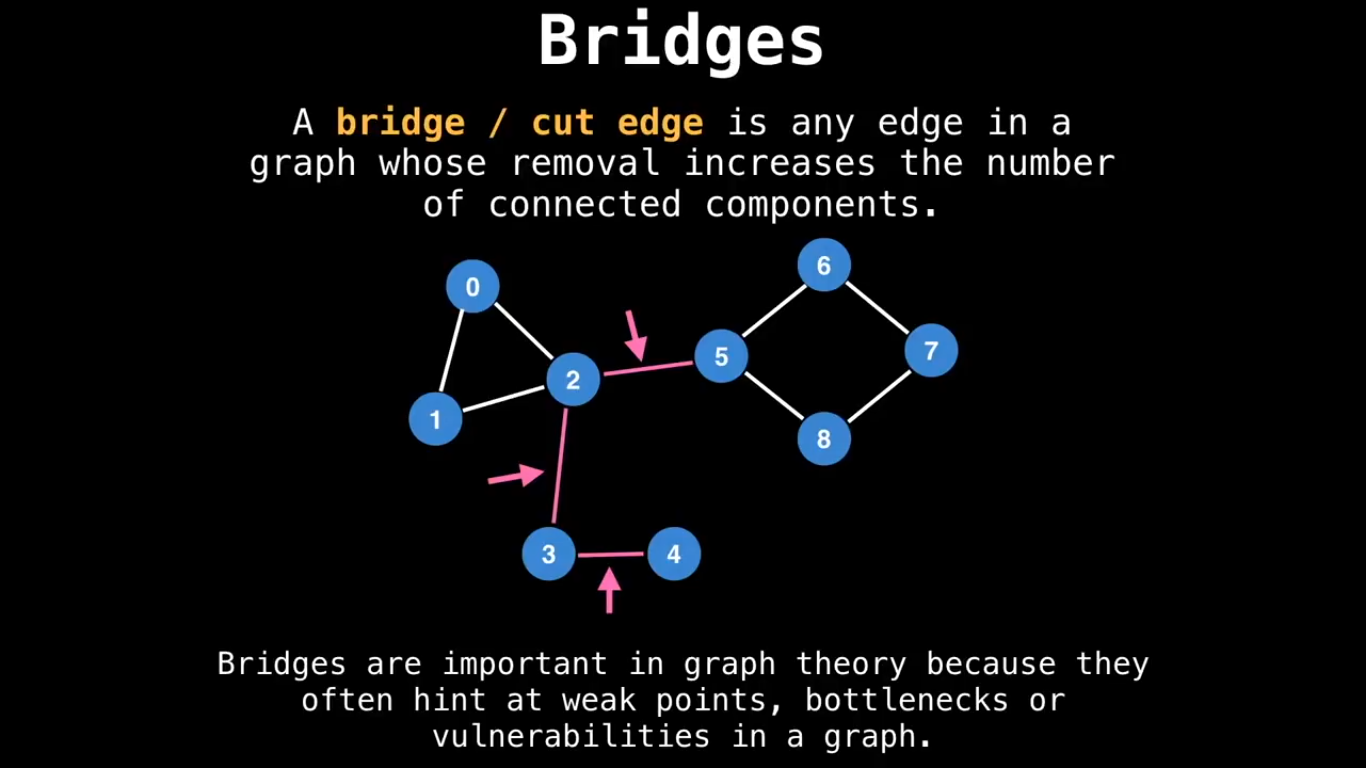 Bridges
A bridge / cut edge is any edge in a
graph whose removal increases the number
of connected components.
6
0
7
5
2
1
8
3
4
Bridges are important in graph theory because they
often hint at weak points, bottlenecks or
vulnerabilities in a graph.